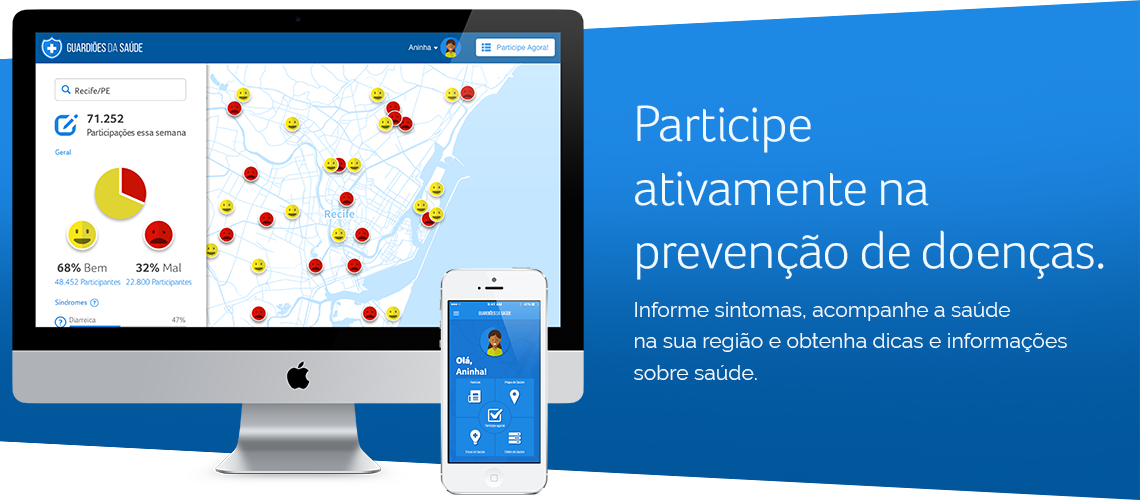 GUARDIÕES DA SAÚDE
Aninha
Participe Agora!
Recife/PE
71.252
Participações essa semana
Geral
68% Bem
32% Mal
48.452 Participantes
22.800 Participantes
Síndromes
?
?
Diarreica
47%
Recife
GUARDIÕES DA SAÚDE
Olá,
Aninha!
Participe agora!
Participe
ativamente na
prevenção de doenças.
Informe sintomas, acompanhe a saúde
na sua região e obtenha dicas e informações
sobre saúde.